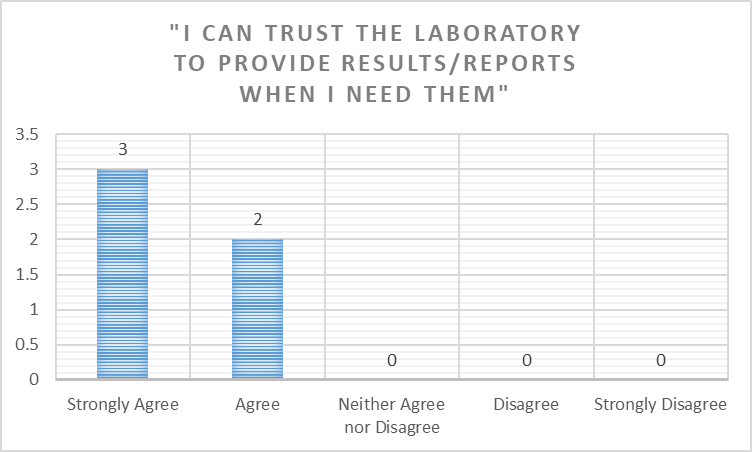 "I CAN TRUST THE LABORATORY
TO PROVIDE RESULTS/REPORTS
WHEN I NEED THEM"
3.5
3
2.5
2
1.5
1
0.5
0
3
2
0
0
0
Strongly Agree
Agree
Neither Agree
nor Disagree
Disagree
Strongly Disagree